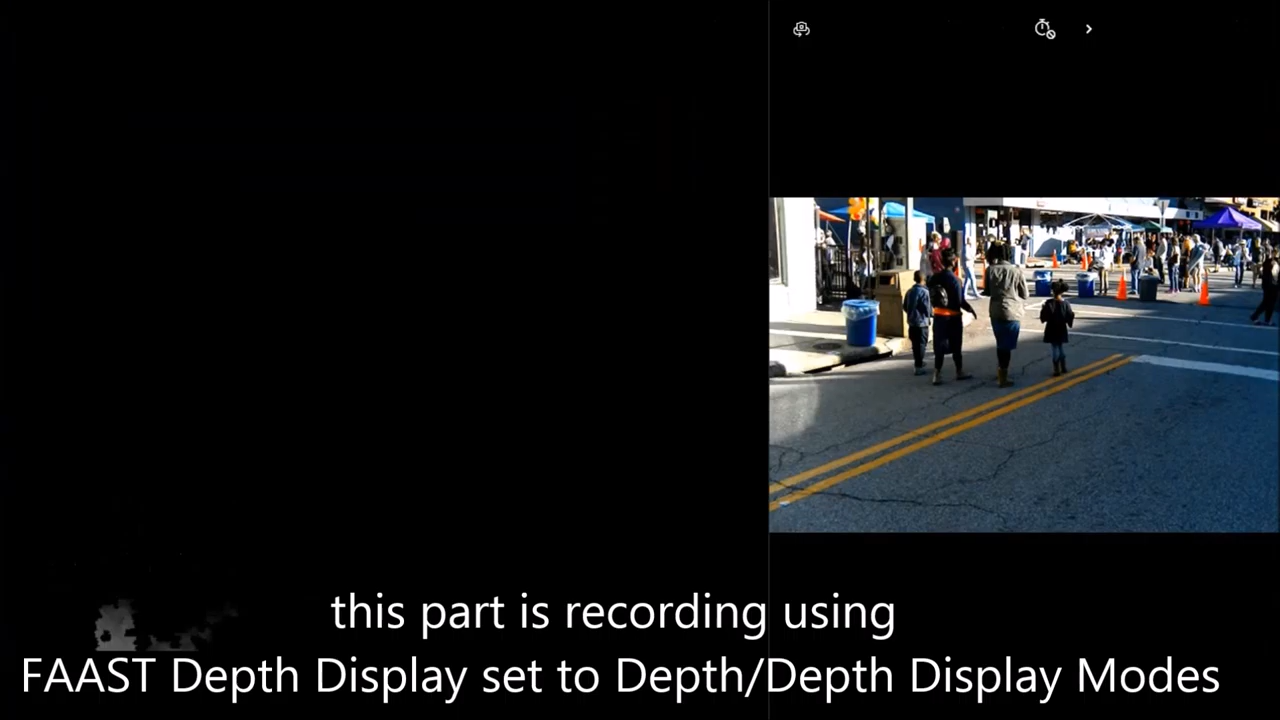 this part is recording using
FAAST Depth Display set to Depth/Depth Display Modes